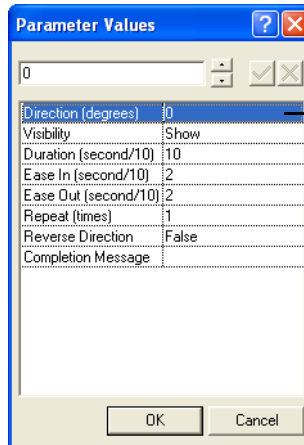 Parameter Values
0
Direction (degrees) 0
Visibility Show
Duration (second/10) 10
Ease In (second/10) 2
Ease Out (second/10) 2
Repeat (times) 1
Reverse Direction False
Completion Message
OK Cancel